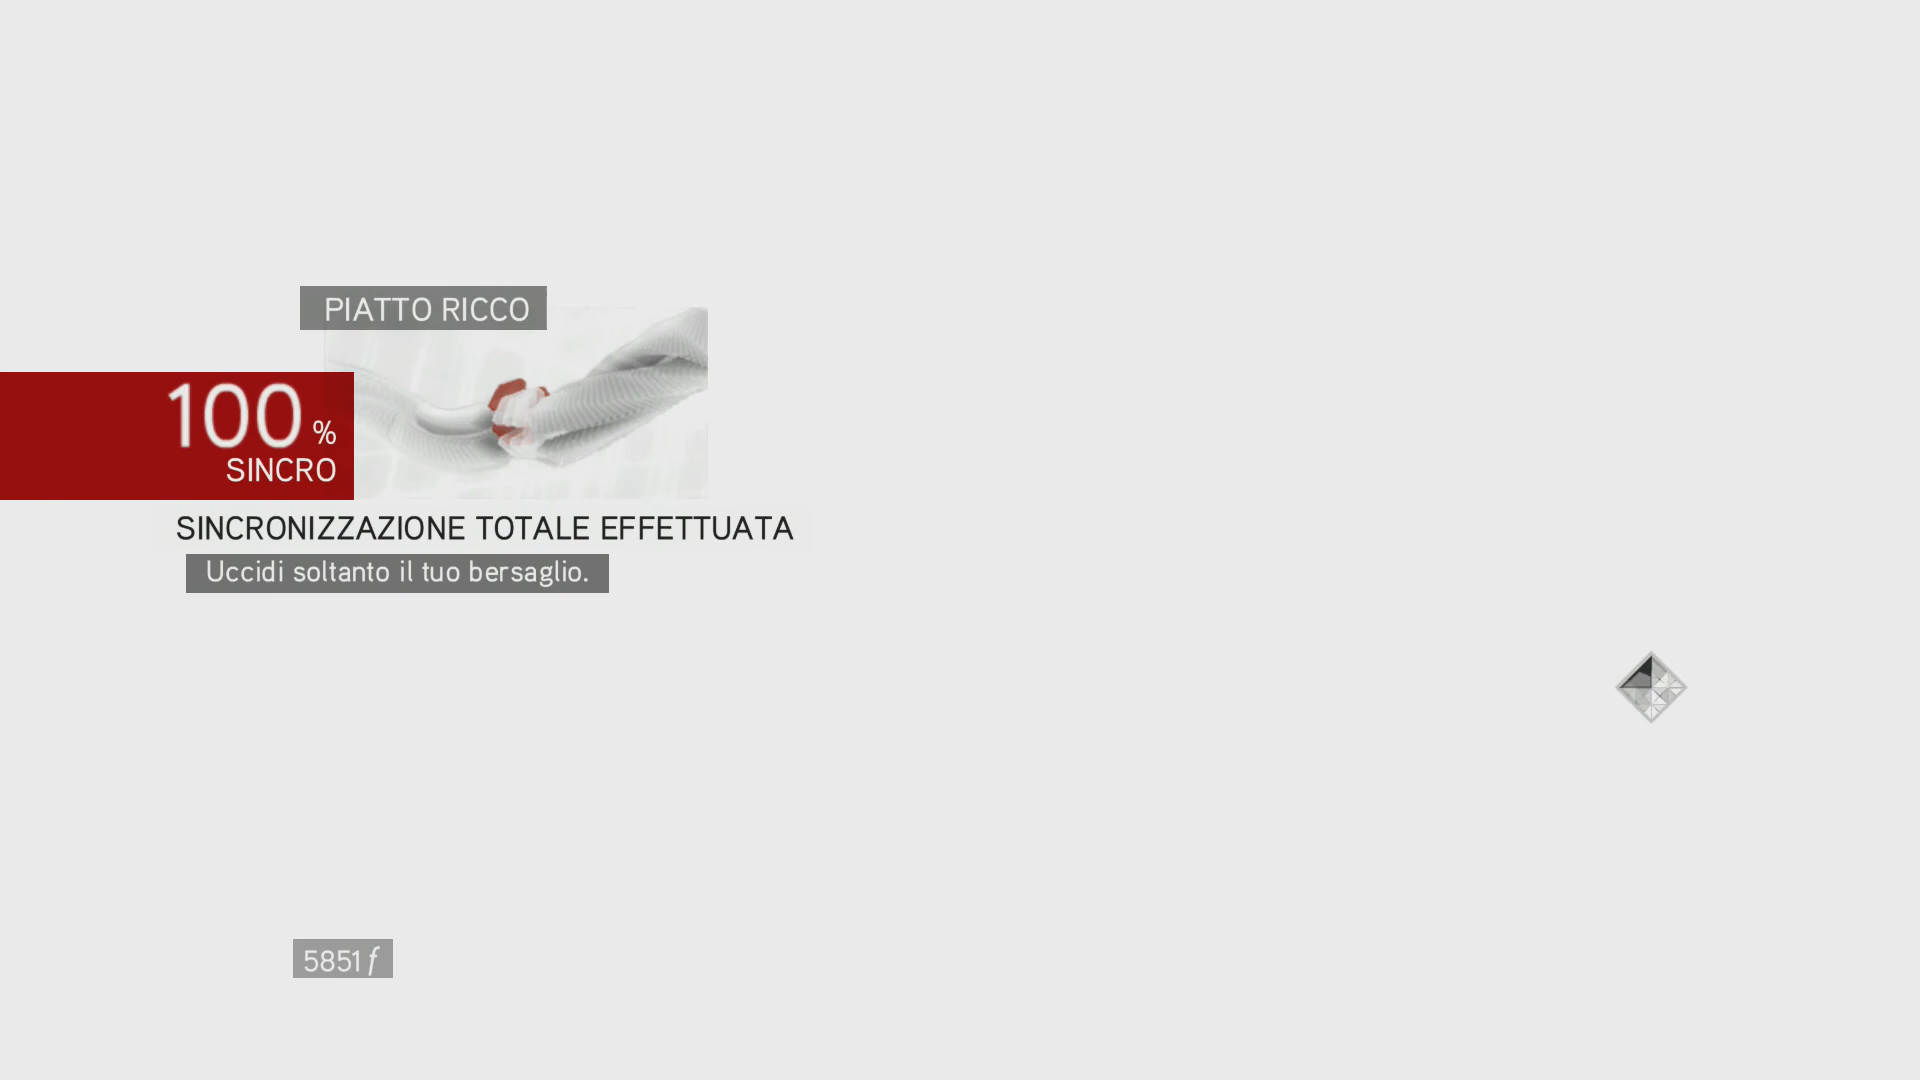 PIATTO RICCO
100 %
SINCRO
SINCRONIZZAZIONE TOTALE EFFETTUATA
Uccidi soltanto il tuo bersaglio.
5851 ƒ